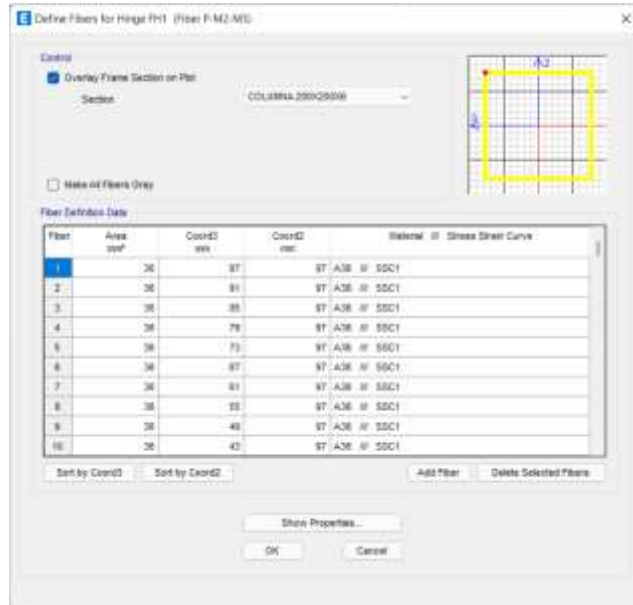 Define Fibers for Hinge FH1 (Fiber P-M2-M3)
Control
Overlay Frame Section on Plot
Section
COLUMNA 200X200X6
Make All Fibers Gray
Fiber Definition Data
Fiber Area Coord3 Coord2 Material /// Stress Strain Curve
mm² mm mm
1 36 97 97 A36 /// SSC1
2 36 91 97 A36 /// SSC1
3 36 85 97 A36 /// SSC1
4 36 79 97 A36 /// SSC1
5 36 73 97 A36 /// SSC1
6 36 67 97 A36 /// SSC1
7 36 61 97 A36 /// SSC1
8 36 55 97 A36 /// SSC1
9 36 49 97 A36 /// SSC1
10 36 43 97 A36 /// SSC1
Sort by Coord3 Sort by Coord2 Add Fiber Delete Selected Fibers
Show Properties...
OK Cancel